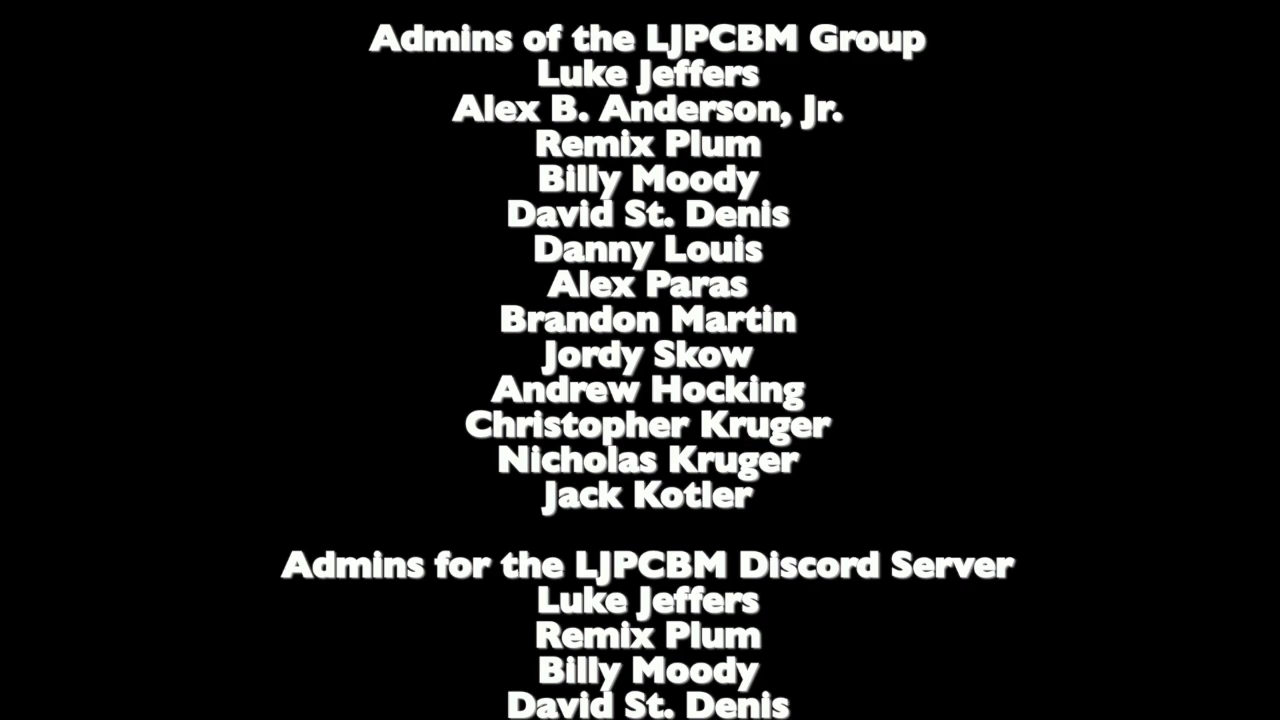 Admins of the LJPCBM Group
Luke Jeffers
Alex B. Anderson, Jr.
Remix Plum
Billy Moody
David St. Denis
Danny Louis
Alex Paras
Brandon Martin
Jordy Skow
Andrew Hocking
Christopher Kruger
Nicholas Kruger
Jack Kotler
Admins for the LJPCBM Discord Server
Luke Jeffers
Remix Plum
Billy Moody
David St. Denis